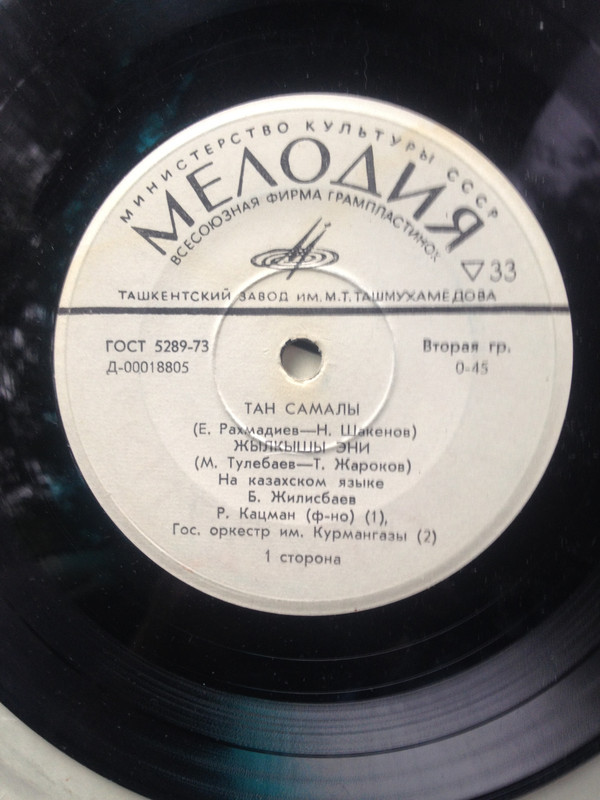 МИНИСТЕРСТВО КУЛЬТУРЫ СССР
МЕЛОДИЯ
ВСЕСОЮЗНАЯ ФИРМА ГРАМПЛАСТИНОК
▽33
ТАШКЕНТСКИЙ ЗАВОД ИМ. М.Т. ТАШМУХАМЕДОВА
ГОСТ 5289-73
Вторая гр.
Д-00018805
0-45
ТАН САМАЛЫ
(Е. Рахмадиев—Н. Шакенов)
ЖЫЛКЫШЫ ЭНИ
(М. Тулебаев—Т. Жароков)
На казахском языке
Б. Жилисбаев
Р. Кацман (ф-но) (1),
Гос. оркестр им. Курмангазы (2)
1 сторона